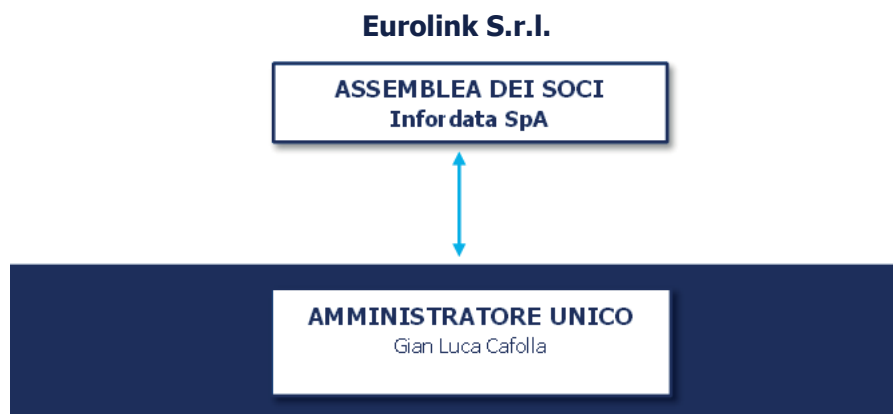 Eurolink S.r.l.
ASSEMBLEA DEI SOCI
Infordata SpA
AMMINISTRATORE UNICO
Gian Luca Cafolla